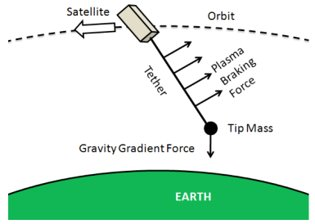 Satellite
Orbit
Tether
Plasma
Braking
Force
Tip Mass
Gravity Gradient Force
EARTH